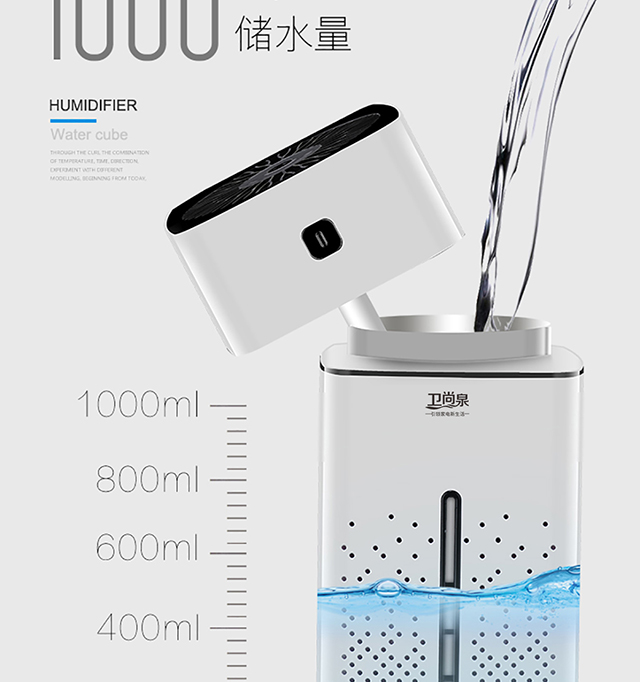 1000 储水量
HUMIDIFIER
Water cube
THROUGH THE CURL, THE COMBINATION
OF TEMPERATURE, TIME, DIRECTION,
EXPERIMENT WITH DIFFERENT
MODELLING, BEGINNING FROM TODAY.
卫尚泉
1000ml
800ml
600ml
400ml